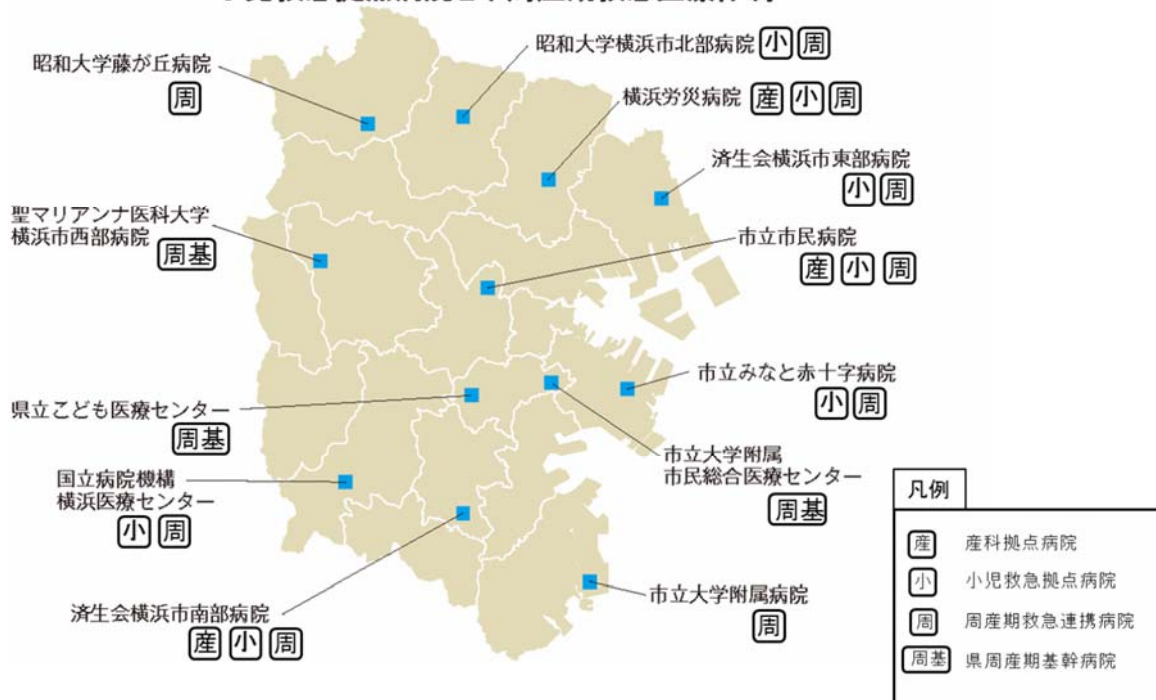 昭和大学横浜市北部病院 小 周
昭和大学藤が丘病院
周
横浜労災病院 産 小 周
済生会横浜市東部病院
小 周
聖マリアンナ医科大学
横浜市西部病院 周基
市立市民病院
産 小 周
市立みなと赤十字病院
小 周
県立こども医療センター
周基
市立大学附属
市民総合医療センター
周基
国立病院機構
横浜医療センター
小 周
市立大学附属病院
周
済生会横浜市南部病院
産 小 周
凡例
産 産科拠点病院
小 小児救急拠点病院
周 周産期救急連携病院
周基 県周産期基幹病院